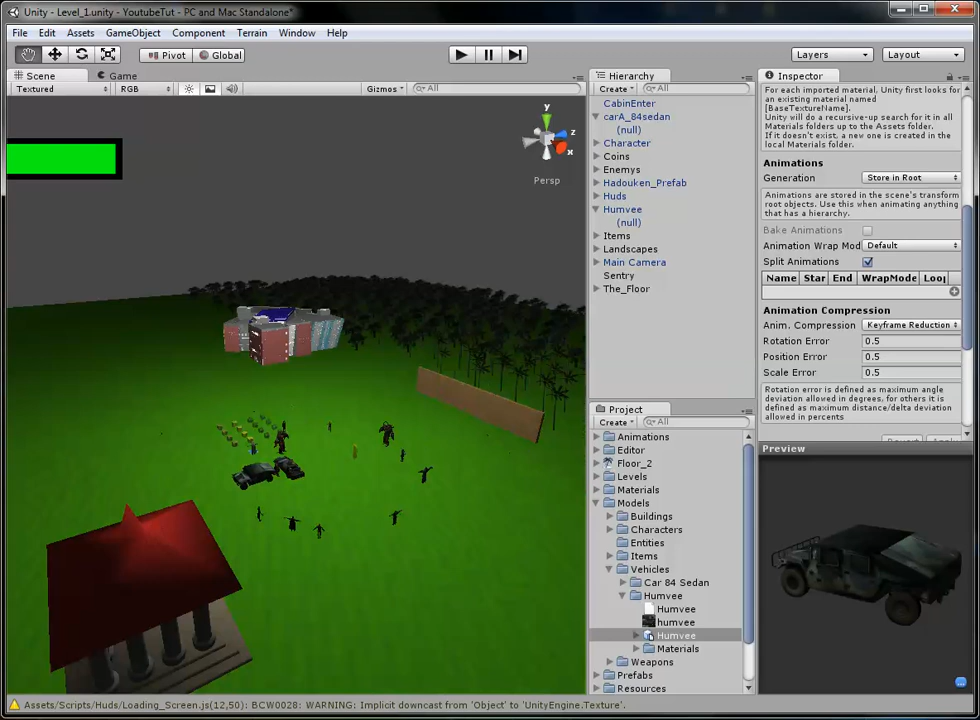 Unity - Level_1.unity - YoutubeTut - PC and Mac Standalone*
File Edit Assets GameObject Component Terrain Window Help
Pivot Global Layers Layout
Scene Game
Textured RGB Gizmos All
Hierarchy
Create All
CabinEnter
carA_84sedan
(null)
Character
Coins
Enemys
Hadouken_Prefab
Huds
Humvee
(null)
Items
Landscapes
Main Camera
Sentry
The_Floor
Project
Create All
Animations
Editor
Floor_2
Levels
Materials
Models
Buildings
Characters
Entities
Items
Vehicles
Car 84 Sedan
Humvee
Humvee
humvee
Humvee
Materials
Weapons
Prefabs
Resources
Inspector
For each imported material, Unity first looks for
an existing material named
[BaseTextureName].
Unity will do a recursive-up search for it in all
Materials folders up to the Assets folder.
If it doesn't exist, a new one is created in the
local Materials folder.
Animations
Generation Store in Root
Animations are stored in the scene's transform
root objects. Use this when animating anything
that has a hierarchy.
Bake Animations
Animation Wrap Mod Default
Split Animations
Name Star End WrapMode Loop
Animation Compression
Anim. Compression Keyframe Reduction
Rotation Error 0.5
Position Error 0.5
Scale Error 0.5
Rotation error is defined as maximum angle
deviation allowed in degrees, for others it is
defined as maximum distance/delta deviation
allowed in percents
Preview
y
z
x
Persp
Assets/Scripts/Huds/Loading_Screen.js(12,50): BCW0028: WARNING: Implicit downcast from 'Object' to 'UnityEngine.Texture'.